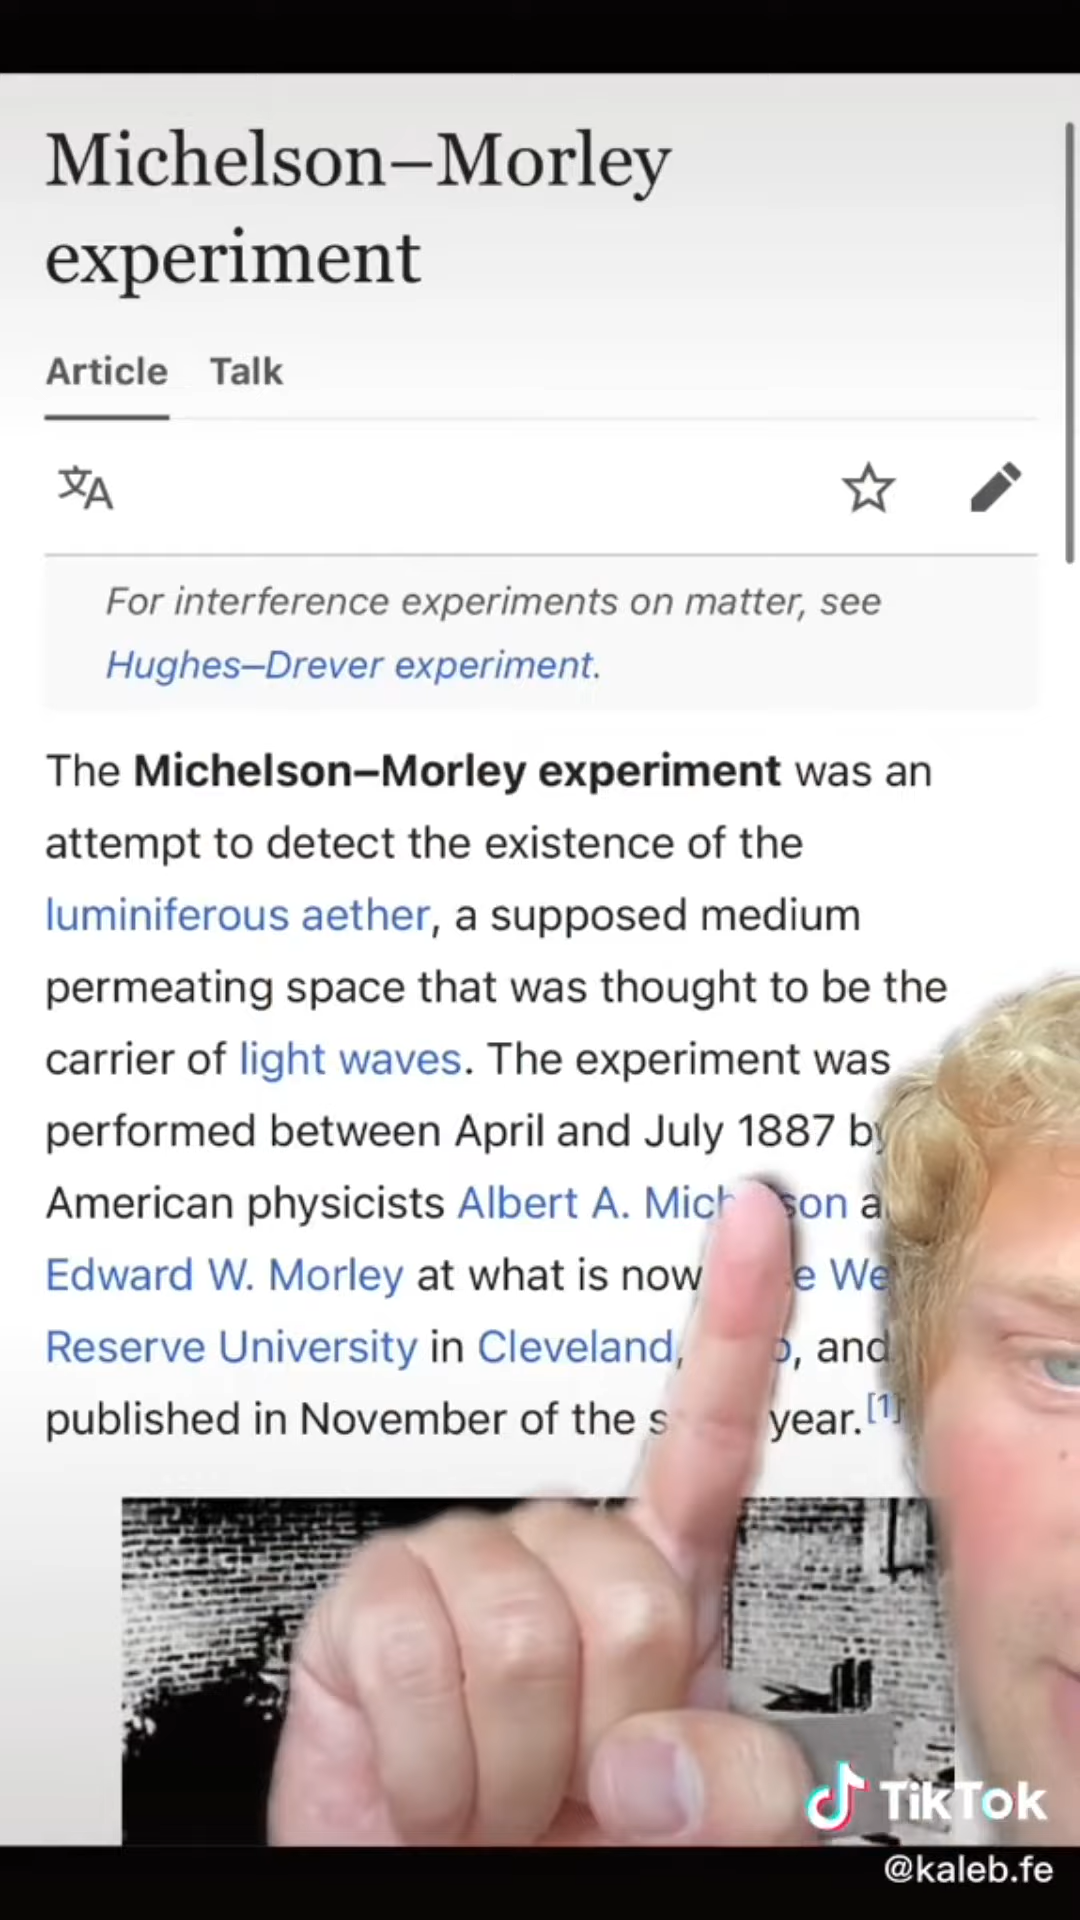 Michelson–Morley
experiment
Article Talk
文A
For interference experiments on matter, see
Hughes–Drever experiment.
The Michelson–Morley experiment was an
attempt to detect the existence of the
luminiferous aether, a supposed medium
permeating space that was thought to be the
carrier of light waves. The experiment was
performed between April and July 1887 by
American physicists Albert A.
Edward W. Morley at what is now
Reserve University in Cleveland, and
published in November of the year.[1]
TikTok
@kaleb.fe